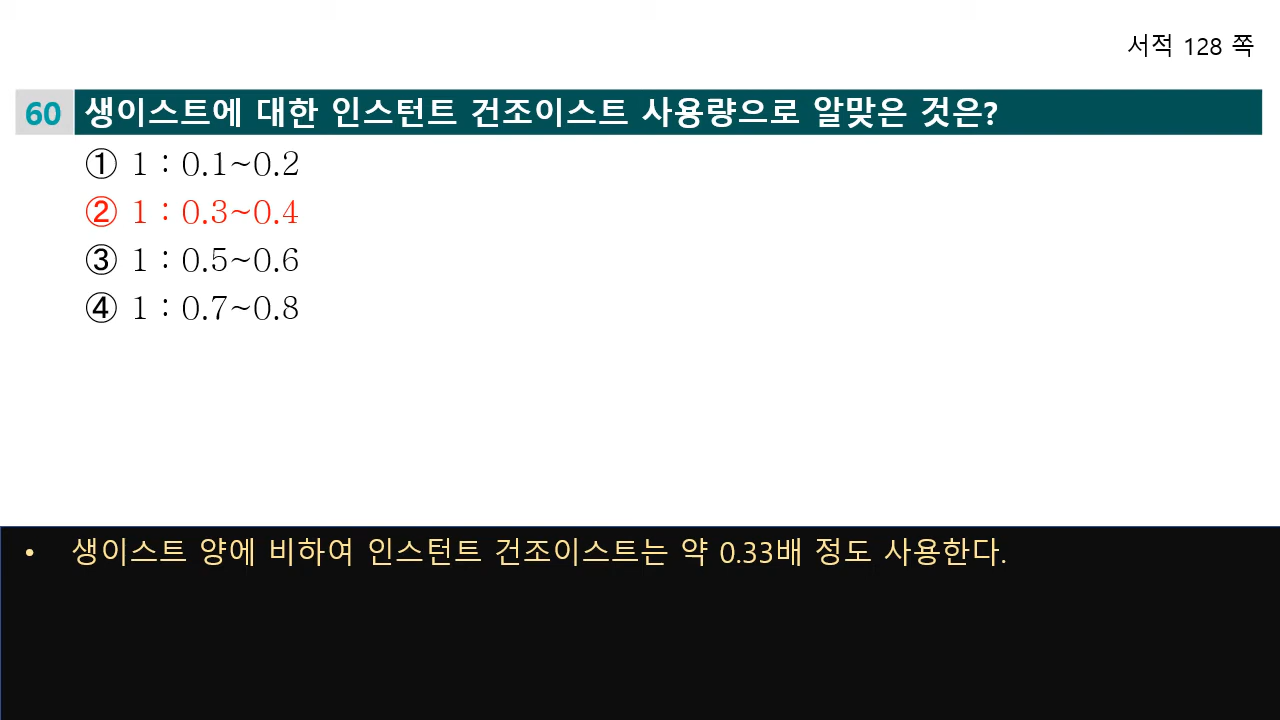 서적 128 쪽
60 생이스트에 대한 인스턴트 건조이스트 사용량으로 알맞은 것은?
① 1 : 0.1~0.2
② 1 : 0.3~0.4
③ 1 : 0.5~0.6
④ 1 : 0.7~0.8
• 생이스트 양에 비하여 인스턴트 건조이스트는 약 0.33배 정도 사용한다.